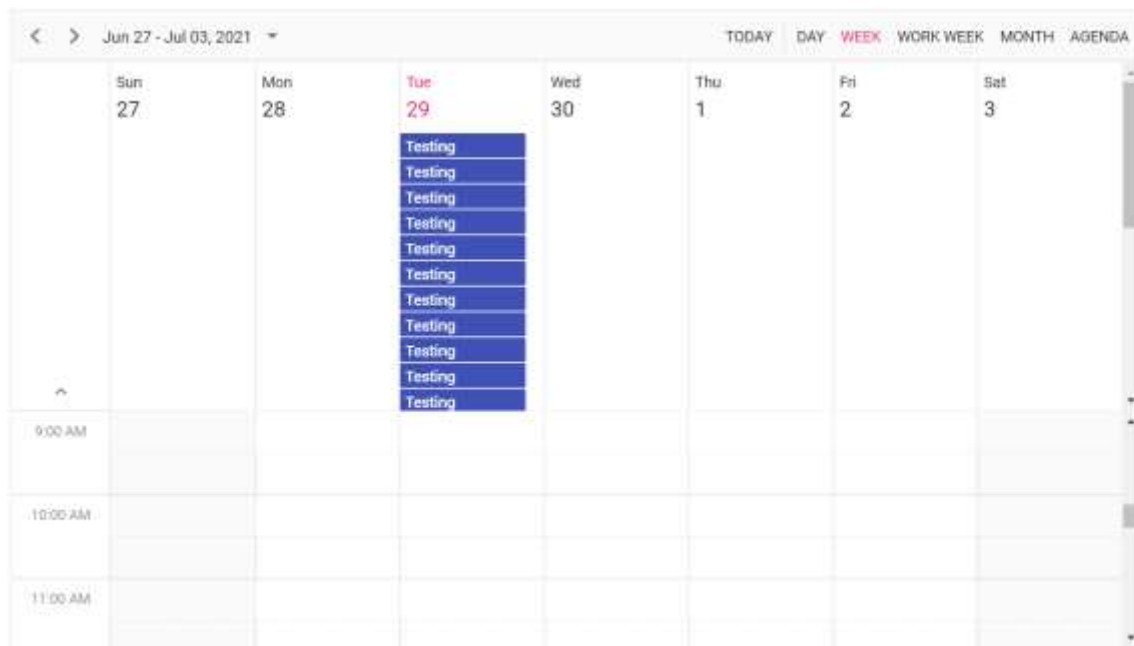 Jun 27 - Jul 03, 2021 TODAY DAY WEEK WORK WEEK MONTH AGENDA
Sun Mon Tue Wed Thu Fri Sat
27 28 29 30 1 2 3
Testing
Testing
Testing
Testing
Testing
Testing
Testing
Testing
Testing
Testing
Testing
9:00 AM
10:00 AM
11:00 AM